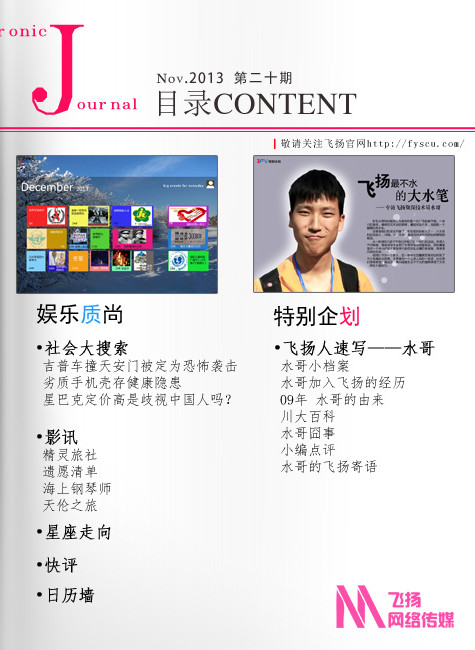 ronic
Journal
Nov.2013 第二十期
目录CONTENT
敬请关注飞扬官网http://fyscu.com/
December 2013
飞扬最不水
的大水笔
娱乐质尚
•社会大搜索
吉普车撞天安门被定为恐怖袭击
劣质手机壳存健康隐患
星巴克定价高是歧视中国人吗?
•影讯
精灵旅社
遗愿清单
海上钢琴师
天伦之旅
•星座走向
•快评
•日历墙
特别企划
•飞扬人速写——水哥
水哥小档案
水哥加入飞扬的经历
09年 水哥的由来
川大百科
水哥囧事
小编点评
水哥的飞扬寄语
飞扬
网络传媒